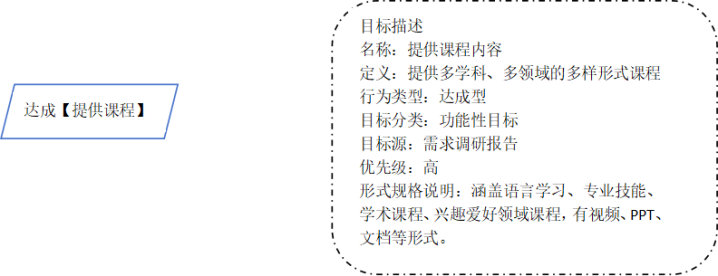 达成【提供课程】
目标描述
名称：提供课程内容
定义：提供多学科、多领域的多样形式课程
行为类型：达成型
目标分类：功能性目标
目标源：需求调研报告
优先级：高
形式规格说明：涵盖语言学习、专业技能、
学术课程、兴趣爱好领域课程，有视频、PPT、
文档等形式。